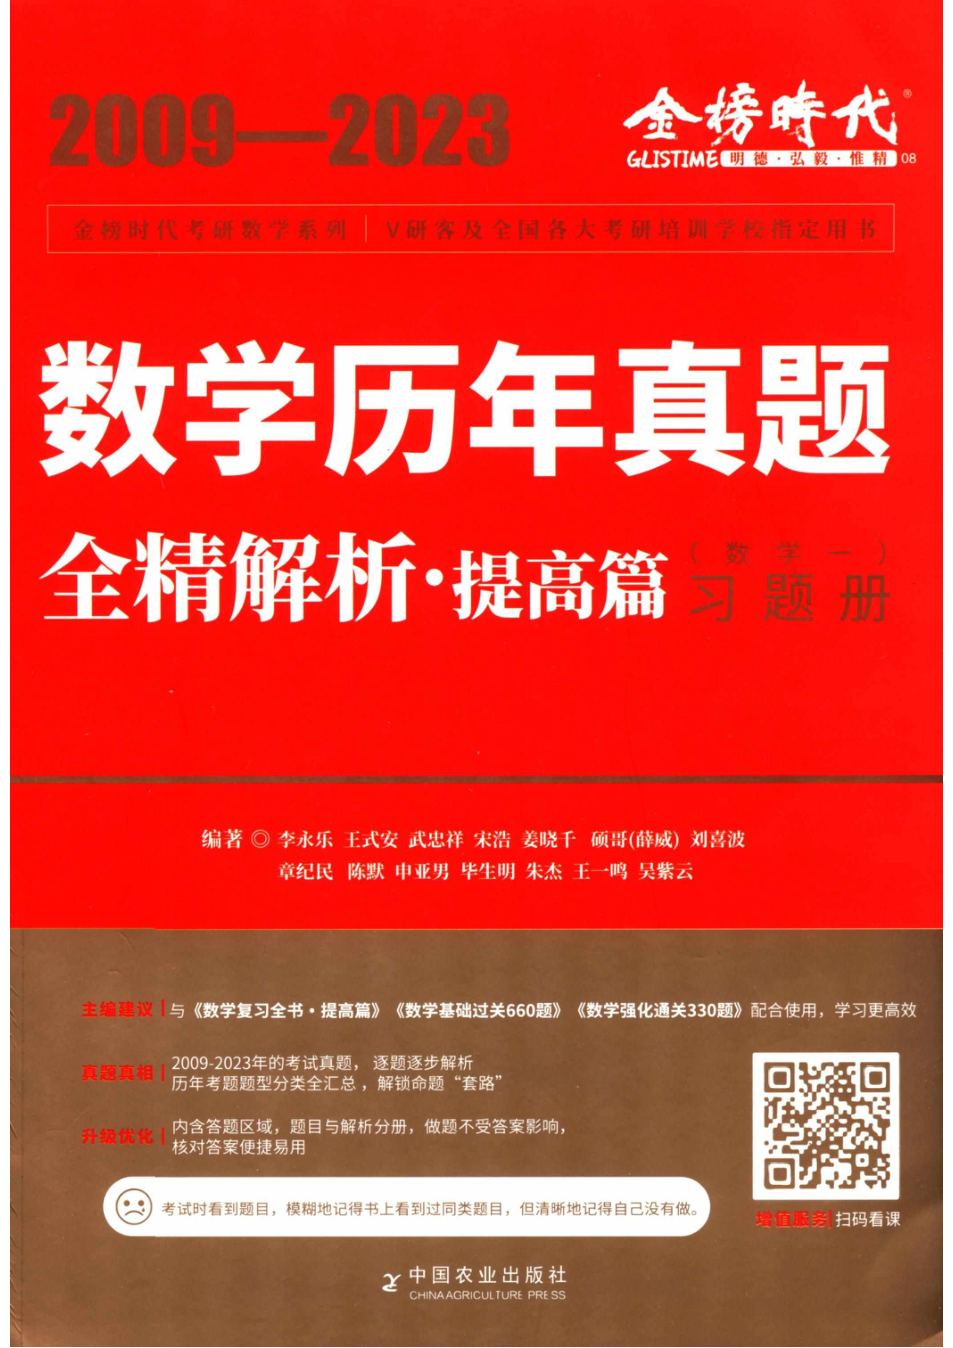 2009—2023
金榜時代®
GLISTIME 明德·弘毅·惟精 08
金榜时代考研数学系列 | V研客及全国各大考研培训学校指定用书
数学历年真题
全精解析·提高篇
(数学一)
习题册
编著◎李永乐 王式安 武忠祥 宋浩 姜晓千 硕哥(薛威) 刘喜波
章纪民 陈默 申亚男 毕生明 朱杰 王一鸣 吴紫云
主编建议 | 与《数学复习全书·提高篇》《数学基础过关660题》《数学强化通关330题》配合使用，学习更高效
真题真相 | 2009-2023年的考试真题， 逐题逐步解析
历年考题题型分类全汇总 ，解锁命题“套路”
升级优化 | 内含答题区域，题目与解析分册，做题不受答案影响，
核对答案便捷易用
考试时看到题目，模糊地记得书上看到过同类题目，但清晰地记得自己没有做。
增值服务|扫码看课
中国农业出版社
CHINA AGRICULTURE PRESS